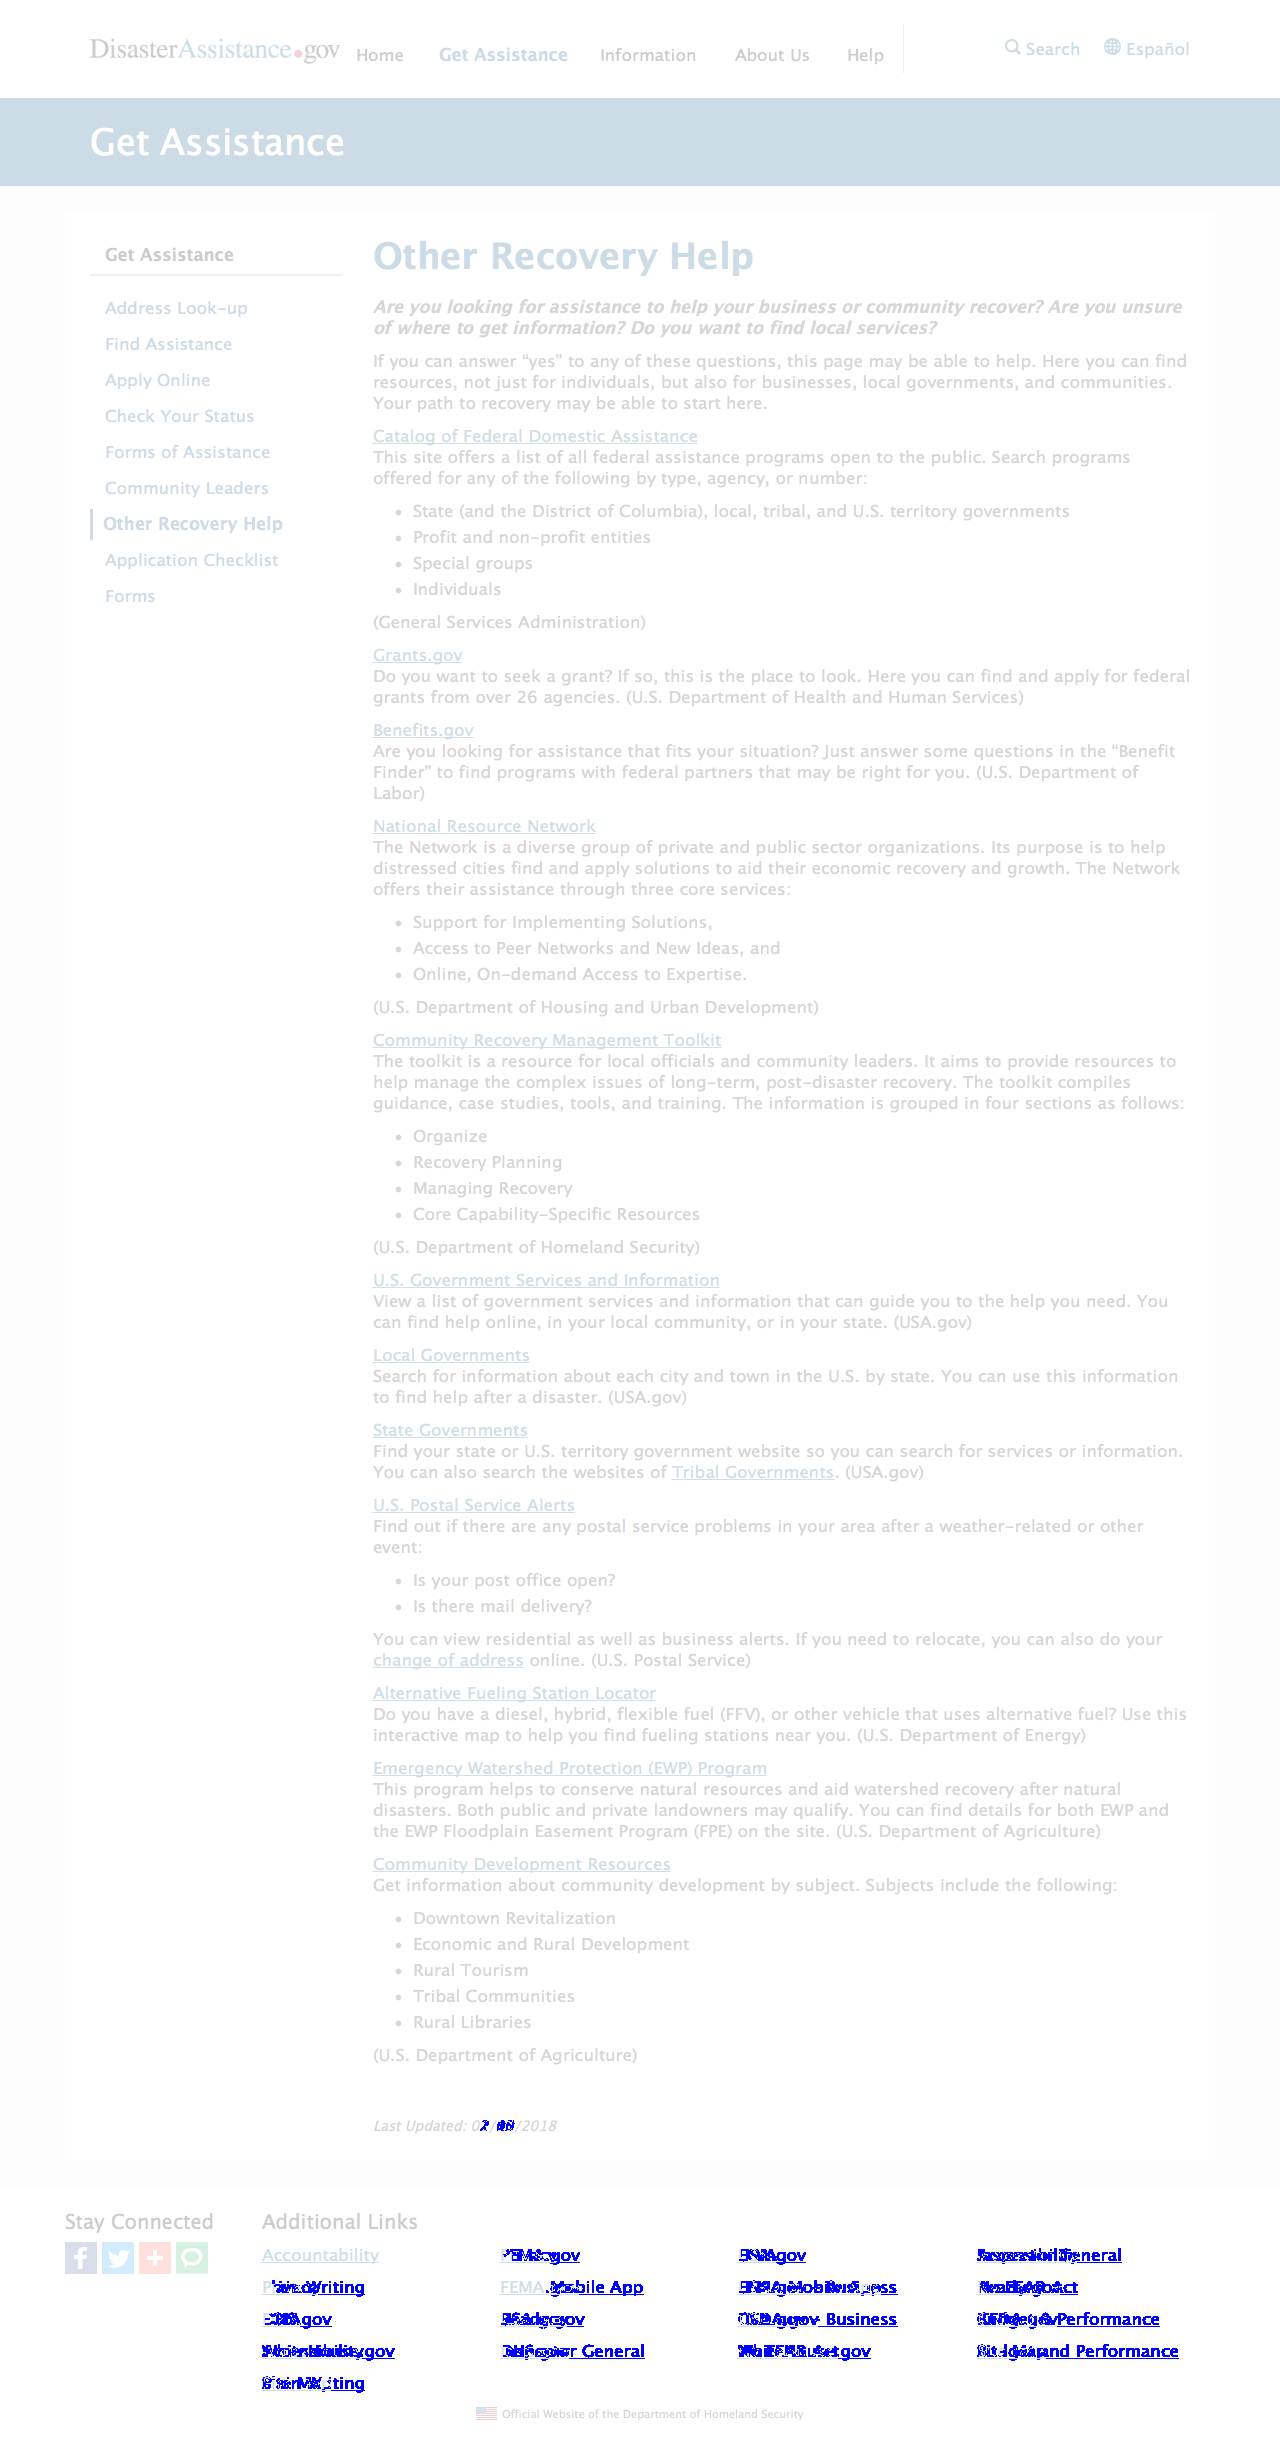 DisasterAssistance.gov Home Get Assistance Information About Us Help Search Español
Get Assistance
Get Assistance
Address Look-up
Find Assistance
Apply Online
Check Your Status
Forms of Assistance
Community Leaders
Other Recovery Help
Application Checklist
Forms
Other Recovery Help
Are you looking for assistance to help your business or community recover? Are you unsure
of where to get information? Do you want to find local services?
If you can answer “yes” to any of these questions, this page may be able to help. Here you can find
resources, not just for individuals, but also for businesses, local governments, and communities.
Your path to recovery may be able to start here.
Catalog of Federal Domestic Assistance
This site offers a list of all federal assistance programs open to the public. Search programs
offered for any of the following by type, agency, or number:
• State (and the District of Columbia), local, tribal, and U.S. territory governments
• Profit and non-profit entities
• Special groups
• Individuals
(General Services Administration)
Grants.gov
Do you want to seek a grant? If so, this is the place to look. Here you can find and apply for federal
grants from over 26 agencies. (U.S. Department of Health and Human Services)
Benefits.gov
Are you looking for assistance that fits your situation? Just answer some questions in the “Benefit
Finder” to find programs with federal partners that may be right for you. (U.S. Department of
Labor)
National Resource Network
The Network is a diverse group of private and public sector organizations. Its purpose is to help
distressed cities find and apply solutions to aid their economic recovery and growth. The Network
offers their assistance through three core services:
• Support for Implementing Solutions,
• Access to Peer Networks and New Ideas, and
• Online, On-demand Access to Expertise.
(U.S. Department of Housing and Urban Development)
Community Recovery Management Toolkit
The toolkit is a resource for local officials and community leaders. It aims to provide resources to
help manage the complex issues of long-term, post-disaster recovery. The toolkit compiles
guidance, case studies, tools, and training. The information is grouped in four sections as follows:
• Organize
• Recovery Planning
• Managing Recovery
• Core Capability-Specific Resources
(U.S. Department of Homeland Security)
U.S. Government Services and Information
View a list of government services and information that can guide you to the help you need. You
can find help online, in your local community, or in your state. (USA.gov)
Local Governments
Search for information about each city and town in the U.S. by state. You can use this information
to find help after a disaster. (USA.gov)
State Governments
Find your state or U.S. territory government website so you can search for services or information.
You can also search the websites of Tribal Governments. (USA.gov)
U.S. Postal Service Alerts
Find out if there are any postal service problems in your area after a weather-related or other
event:
• Is your post office open?
• Is there mail delivery?
You can view residential as well as business alerts. If you need to relocate, you can also do your
change of address online. (U.S. Postal Service)
Alternative Fueling Station Locator
Do you have a diesel, hybrid, flexible fuel (FFV), or other vehicle that uses alternative fuel? Use this
interactive map to help you find fueling stations near you. (U.S. Department of Energy)
Emergency Watershed Protection (EWP) Program
This program helps to conserve natural resources and aid watershed recovery after natural
disasters. Both public and private landowners may qualify. You can find details for both EWP and
the EWP Floodplain Easement Program (FPE) on the site. (U.S. Department of Agriculture)
Community Development Resources
Get information about community development by subject. Subjects include the following:
• Downtown Revitalization
• Economic and Rural Development
• Rural Tourism
• Tribal Communities
• Rural Libraries
(U.S. Department of Agriculture)
Last Updated: /2018
Stay Connected
Additional Links
Accountability
Writing FEMA Mobile App
Business
Performance
General and Performance
Official Website of the Department of Homeland Security